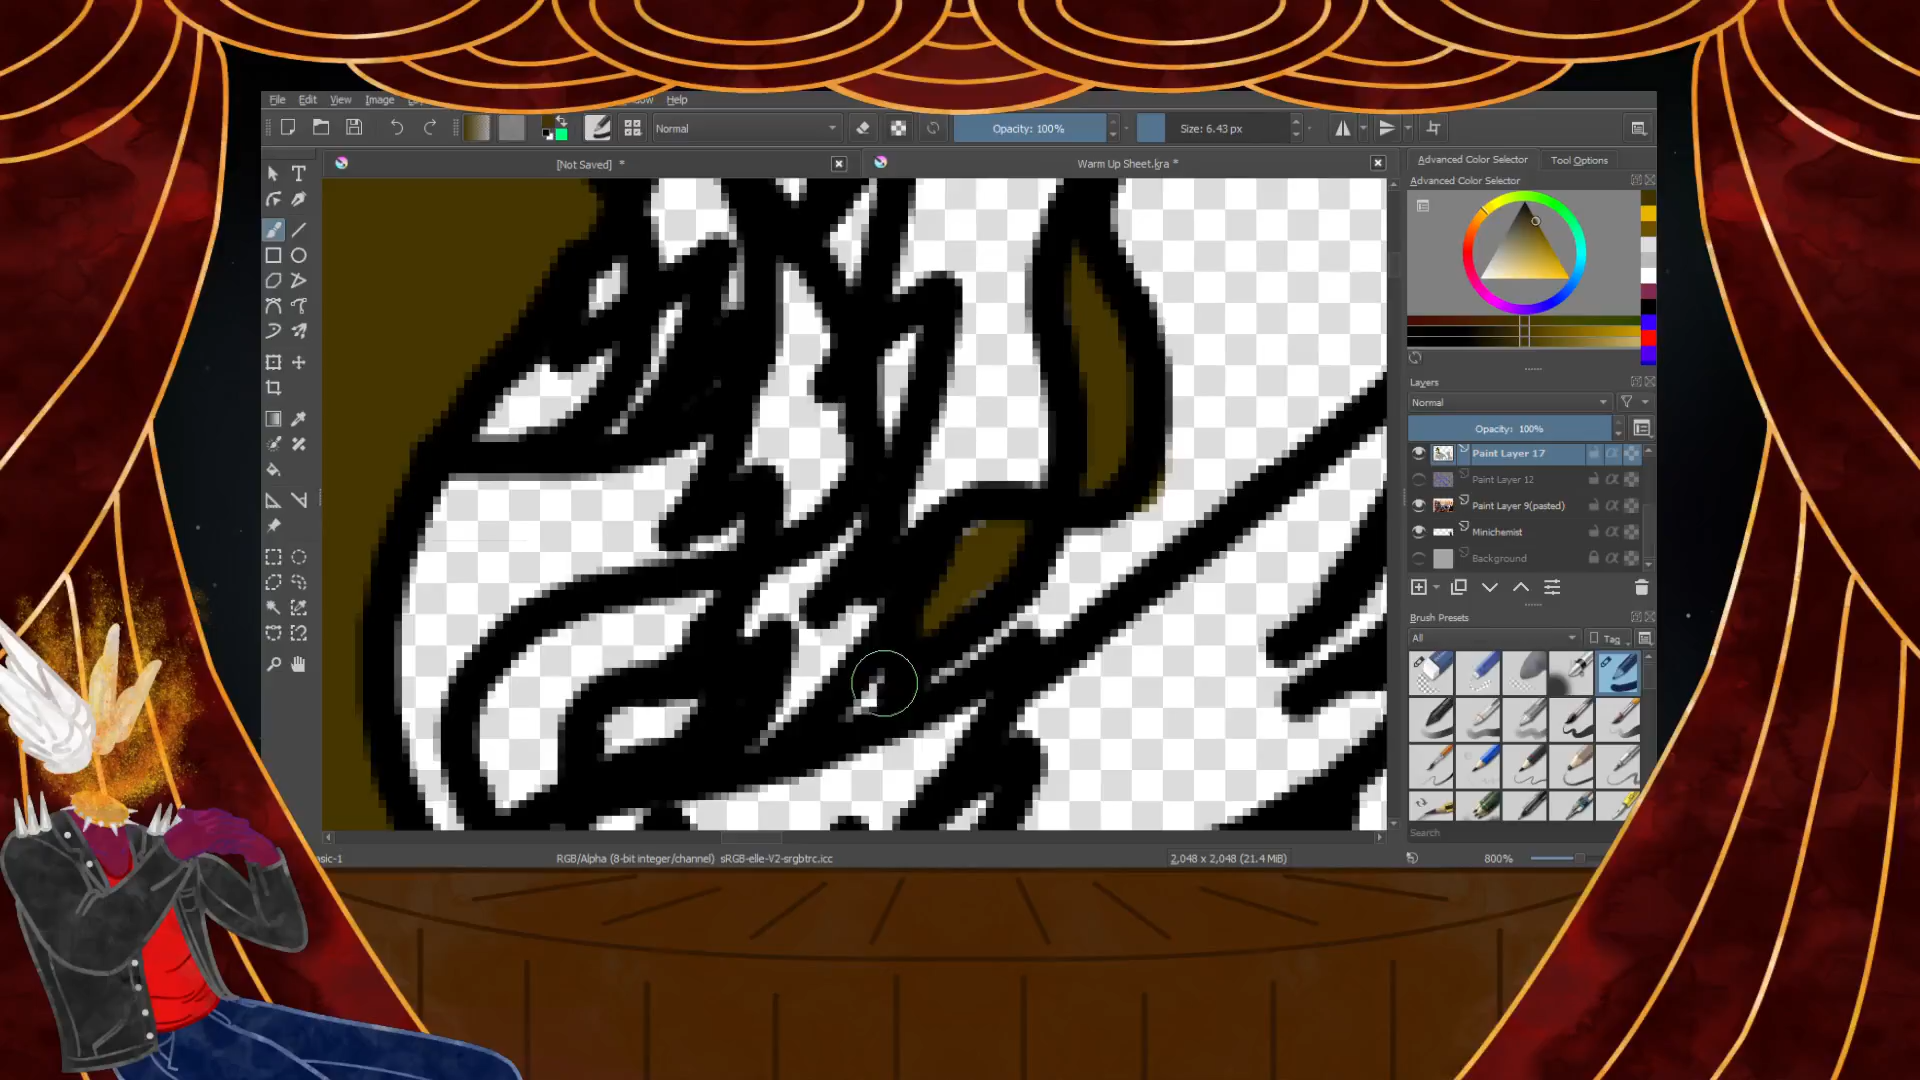 File Edit View Image Help
Normal
Opacity: 100%
Size: 6.43 px
[Not Saved] *
Warm Up Sheet.kra *
Advanced Color Selector
Tool Options
Advanced Color Selector
Layers
Normal
Opacity: 100%
Paint Layer 17
Paint Layer 12
Paint Layer 9(pasted)
Minichemist
Background
Brush Presets
All
Tag
Search
asic-1
RGB/Alpha (8-bit integer/channel) sRGB-elle-V2-srgbtrc.icc
2,048 x 2,048 (21.4 MiB)
800%